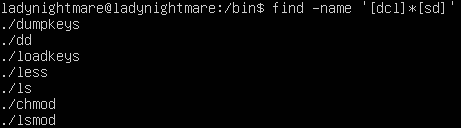 ladynightmare@ladynightmare:/bin$ find -name '[dcl]*[sd]'
./dumpkeys
./dd
./loadkeys
./less
./ls
./chmod
./lsmod